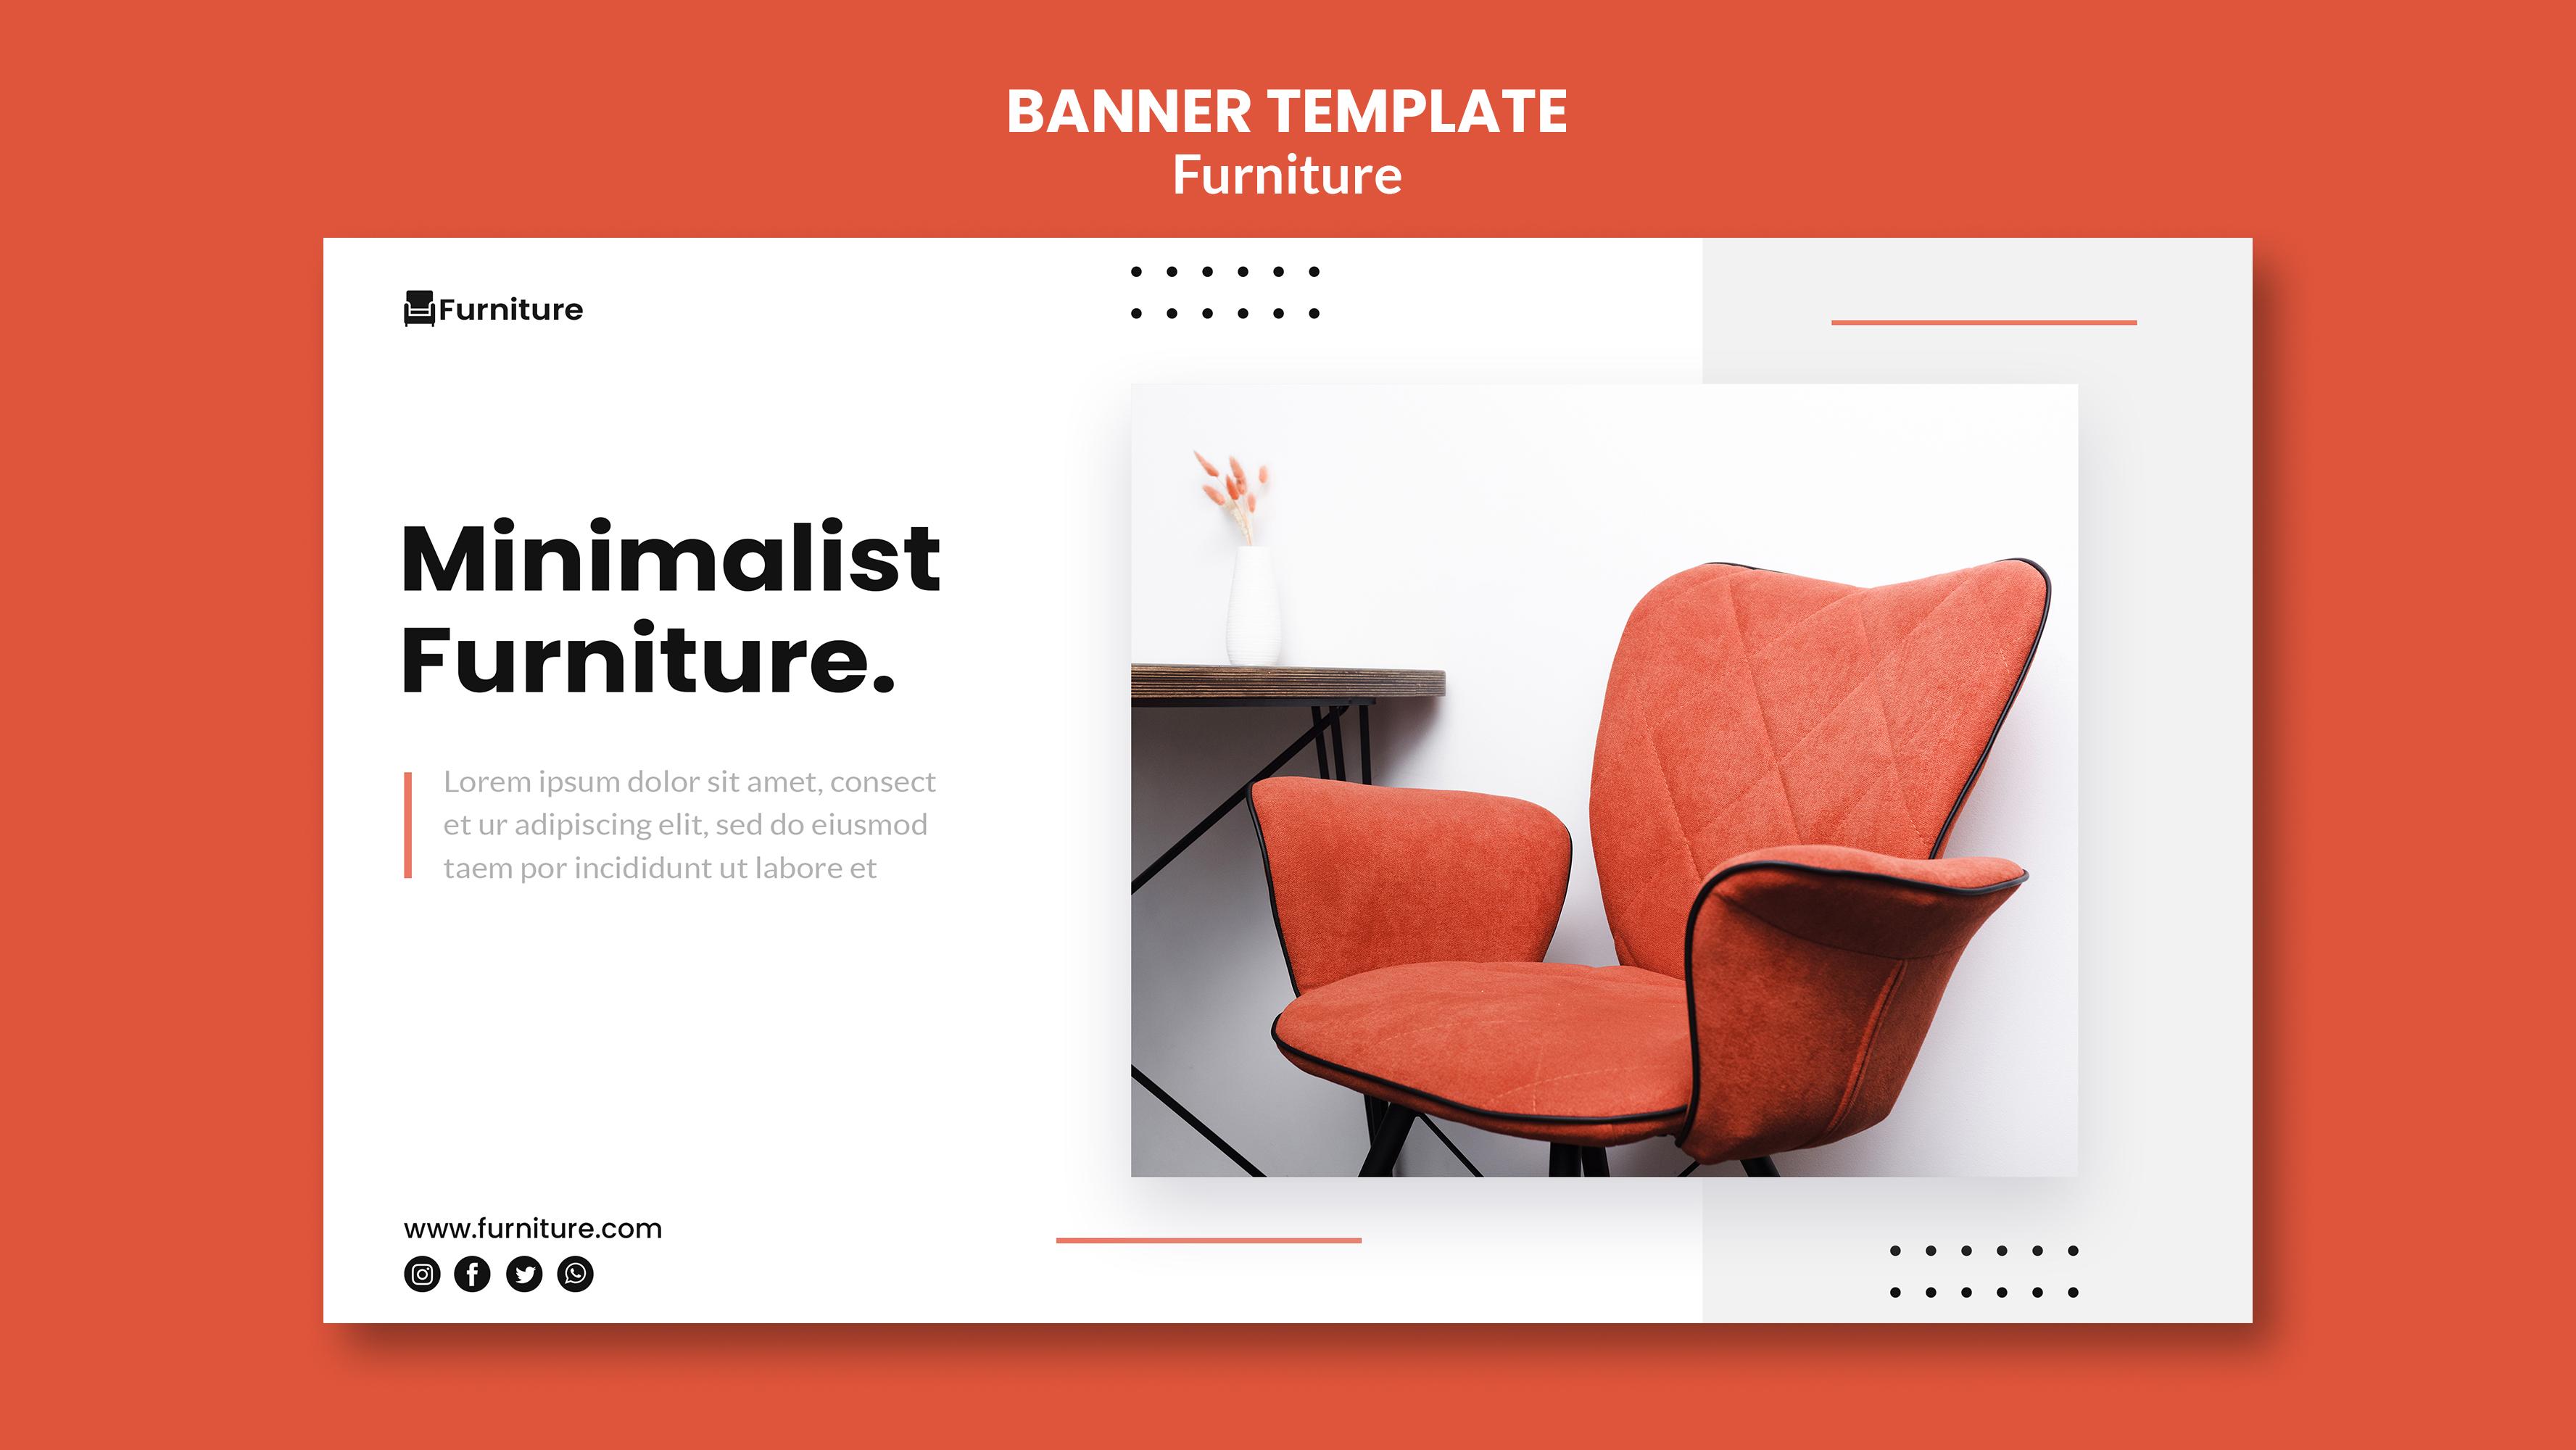 BANNER TEMPLATE
Furniture
Furniture
Minimalist
Furniture.
Lorem ipsum dolor sit amet, consect
et ur adipiscing elit, sed do eiusmod
taem por incididunt ut labore et
www.furniture.com